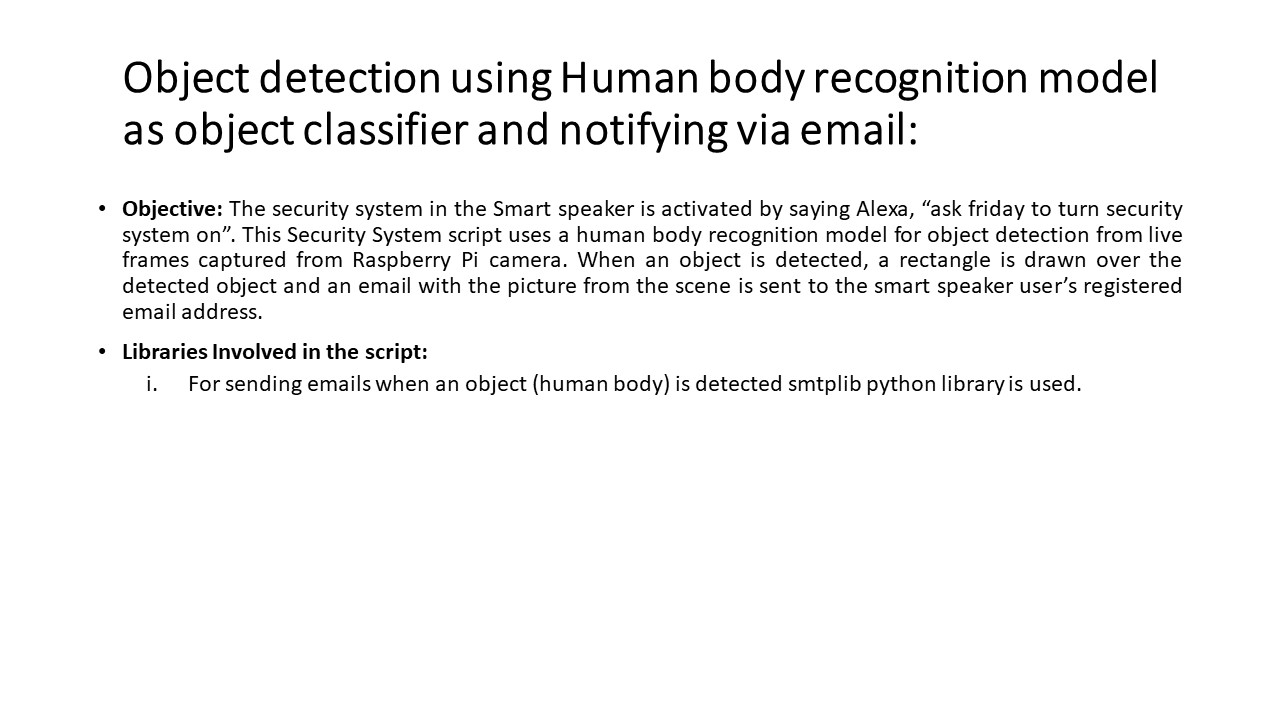 Object detection using Human body recognition model
as object classifier and notifying via email:
• Objective: The security system in the Smart speaker is activated by saying Alexa, “ask friday to turn security
system on”. This Security System script uses a human body recognition model for object detection from live
frames captured from Raspberry Pi camera. When an object is detected, a rectangle is drawn over the
detected object and an email with the picture from the scene is sent to the smart speaker user’s registered
email address.
• Libraries Involved in the script:
i. For sending emails when an object (human body) is detected smtplib python library is used.